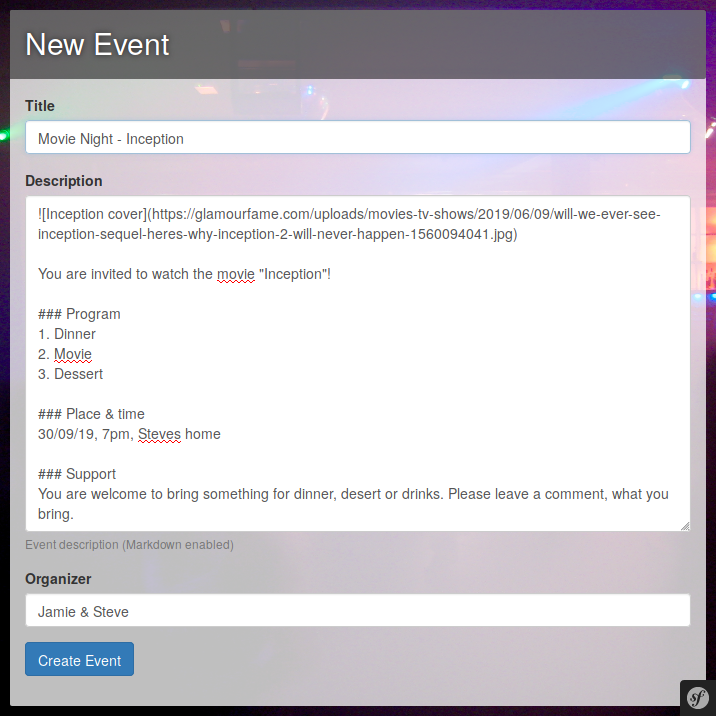 New Event
Title
Movie Night - Inception
Description
![Inception cover](https://glamourfame.com/uploads/movies-tv-shows/2019/06/09/will-we-ever-see-
inception-sequel-heres-why-inception-2-will-never-happen-1560094041.jpg)
You are invited to watch the movie "Inception"!
### Program
1. Dinner
2. Movie
3. Dessert
### Place & time
30/09/19, 7pm, Steves home
### Support
You are welcome to bring something for dinner, desert or drinks. Please leave a comment, what you
bring.
Event description (Markdown enabled)
Organizer
Jamie & Steve
Create Event
sf